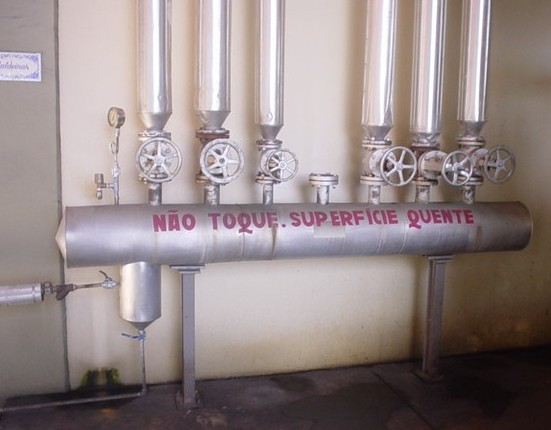 NÃO TOQUE. SUPERFÍCIE QUENTE